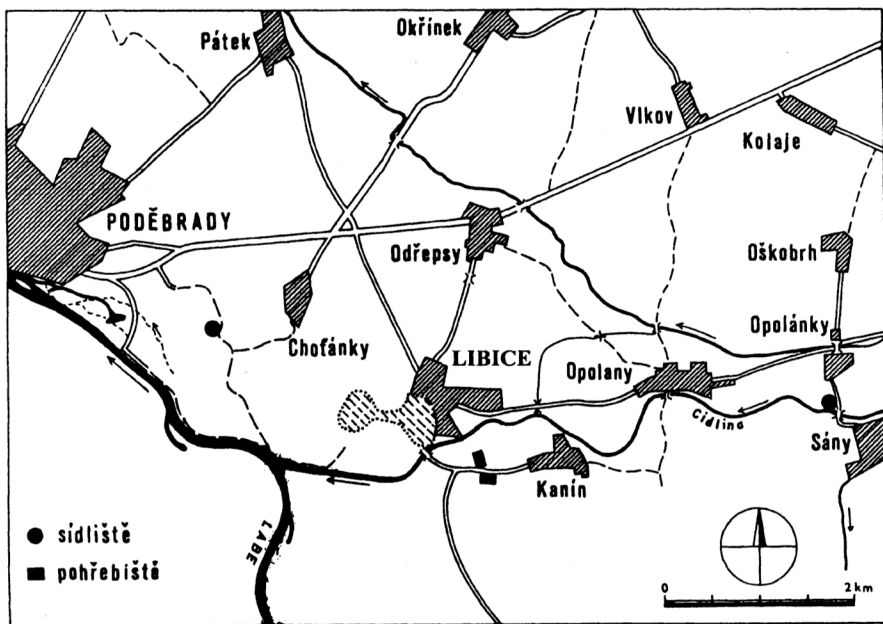 Pátek
Okřínek
Vlkov
Kolaje
PODĚBRADY
Odřepsy
Oškobrh
Opolánky
Choťánky
LIBICE
Opolany
Cidlina
Sány
Kanín
LABE
sídliště
pohřebiště
0
2 km